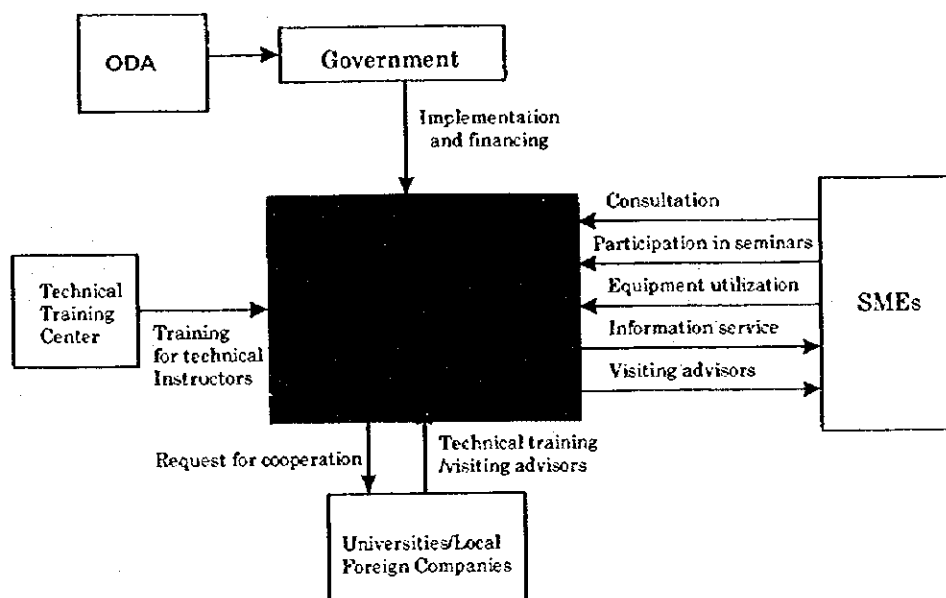 ODA
Government
Implementation
and financing
Consultation
Participation in seminars
Equipment utilization
Information service
Visiting advisors
SMEs
Technical
Training
Center
Training
for technical
Instructors
Request for cooperation
Technical training
/visiting advisors
Universities/Local
Foreign Companies